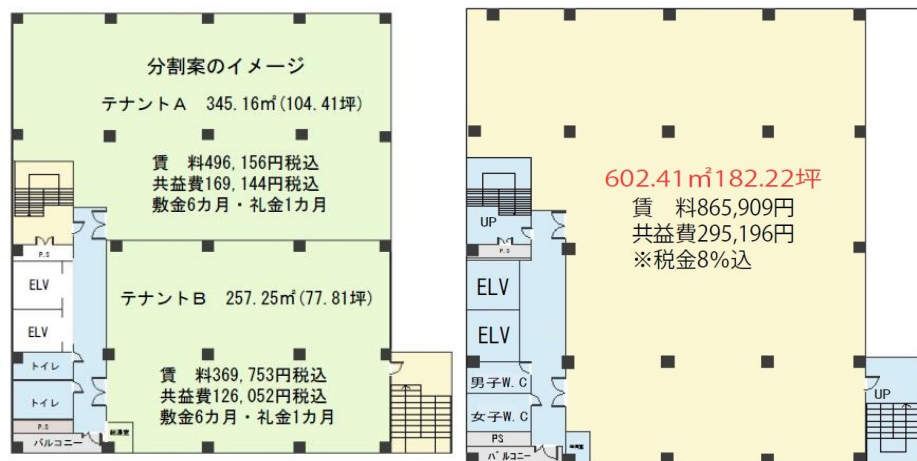 分割案のイメージ
テナントA 345.16㎡(104.41坪)
賃 料496,156円税込
共益費169,144円税込
敷金6カ月・礼金1カ月
P.S
ELV
ELV
テナントB 257.25㎡(77.81坪)
賃 料369,753円税込
共益費126,052円税込
敷金6カ月・礼金1カ月
トイレ
トイレ
P.S
バルコニー
602.41㎡182.22坪
賃 料865,909円
共益費295,196円
※税金8%込
UP
P.S
ELV
ELV
男子W.C
女子W.C
PS
バルコニー
UP